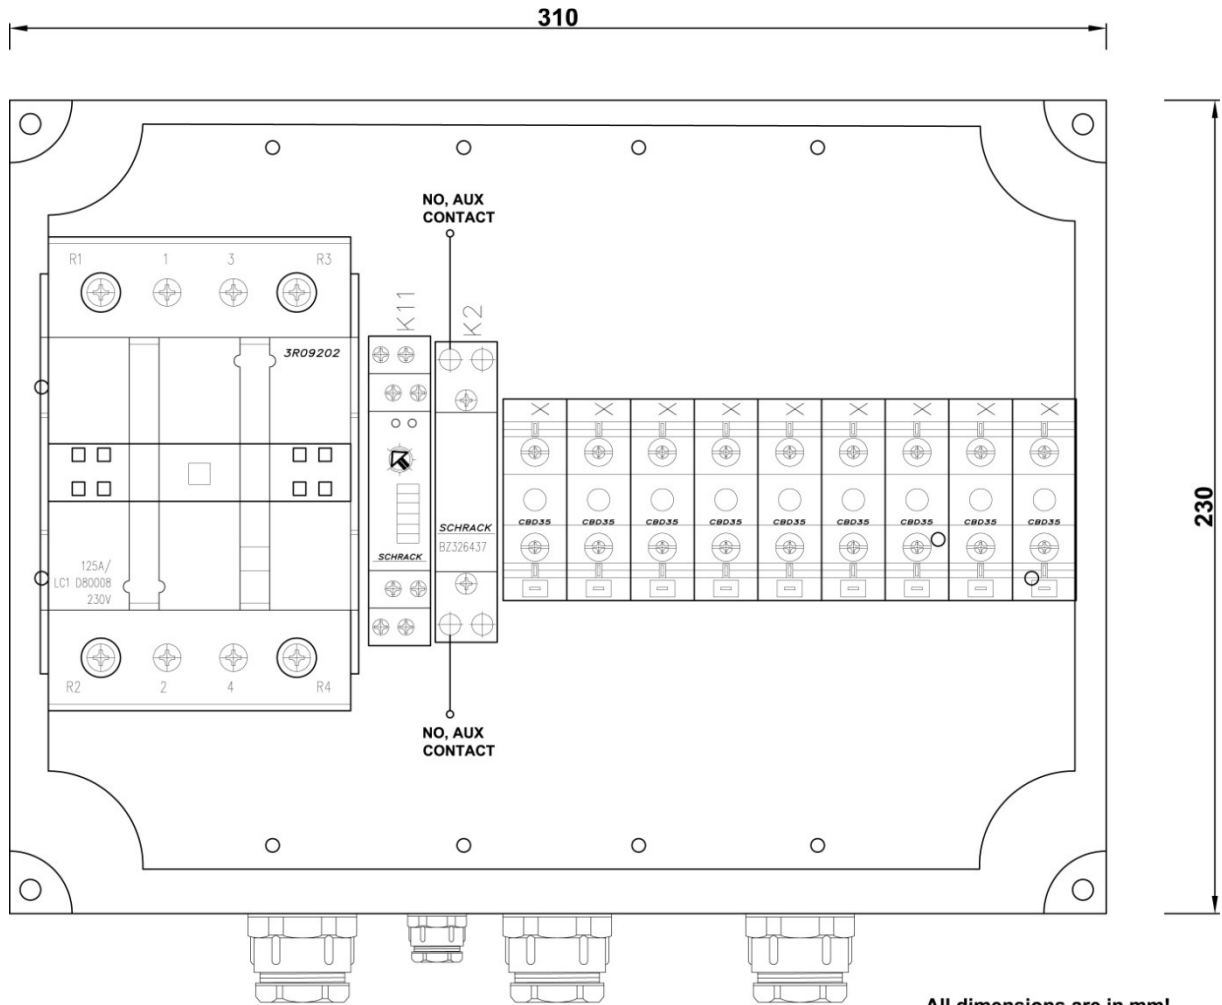 310
NO, AUX
CONTACT
R1 1 3 R3
K11
K2
3R09202
X X X X X X X X X
230
CBD35 CBD35 CBD35 CBD35 CBD35 CBD35 CBD35 CBD35 CBD35
SCHRACK
BZ326437
SCHRACK
125A/
LC1 D80008
230V
R2 2 4 R4
NO, AUX
CONTACT
All dimensions are in mm!